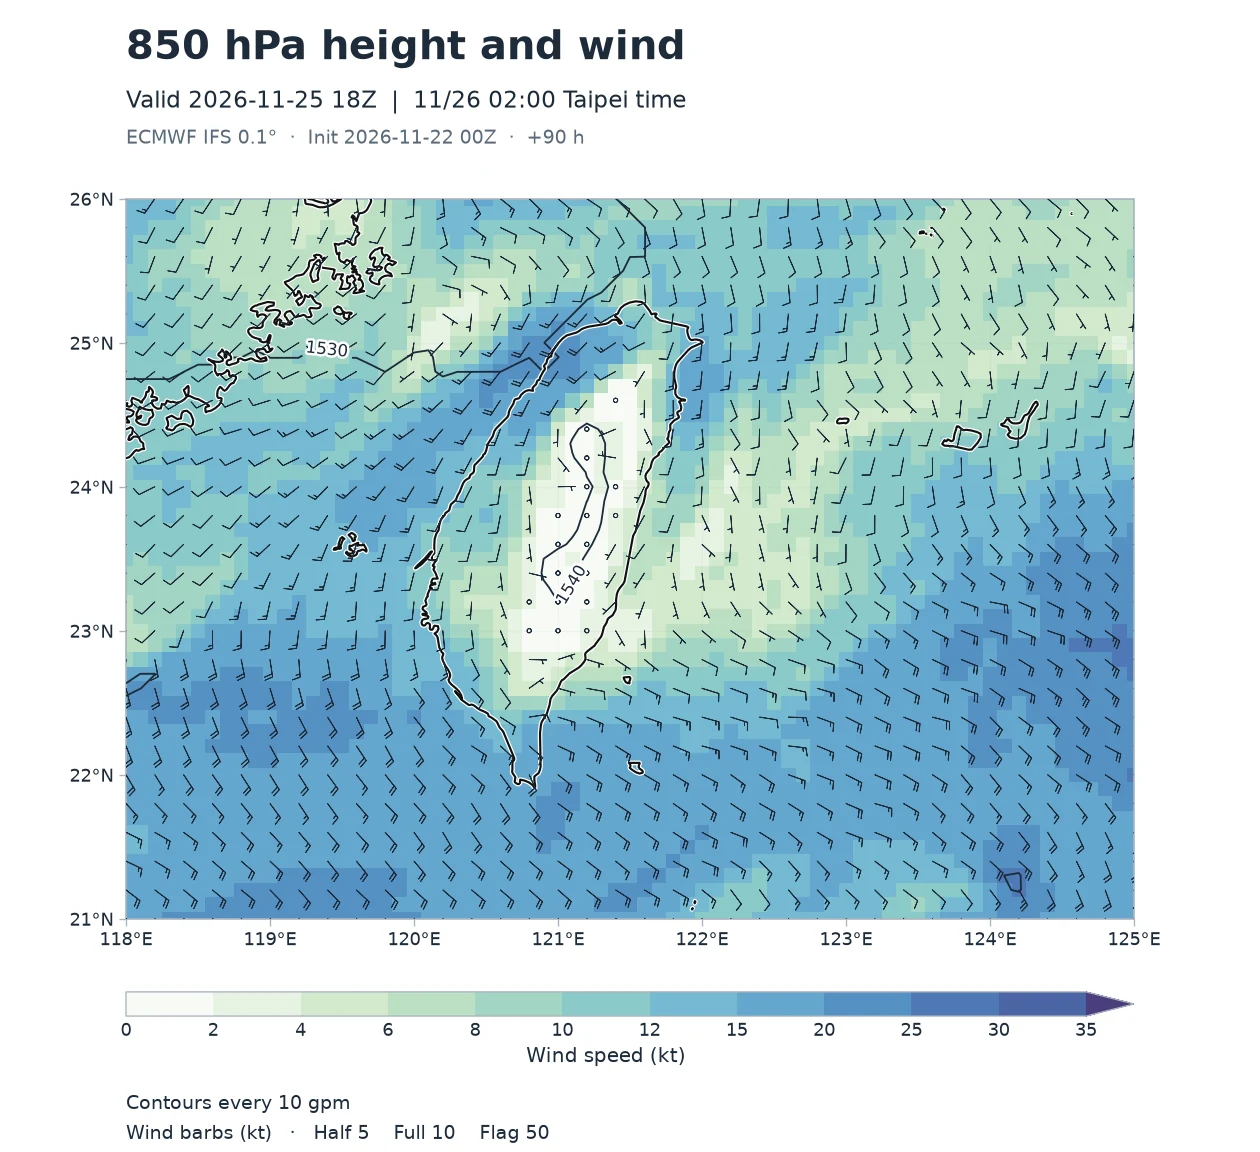 850 hPa height and wind
Valid 2026-11-25 18Z | 11/26 02:00 Taipei time
ECMWF IFS 0.1° · Init 2026-11-22 00Z · +90 h
26°N
25°N
24°N
23°N
22°N
21°N
1530
1540
118°E 119°E 120°E 121°E 122°E 123°E 124°E 125°E
0 2 4 6 8 10 12 15 20 25 30 35
Wind speed (kt)
Contours every 10 gpm
Wind barbs (kt) · Half 5 Full 10 Flag 50